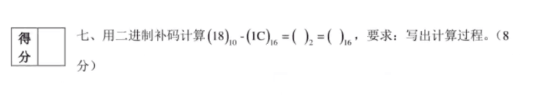 得分
七、用二进制补码计算(18)₁₀-(1C)₁₆=( )₂=( )₁₆，要求：写出计算过程。（8
分）